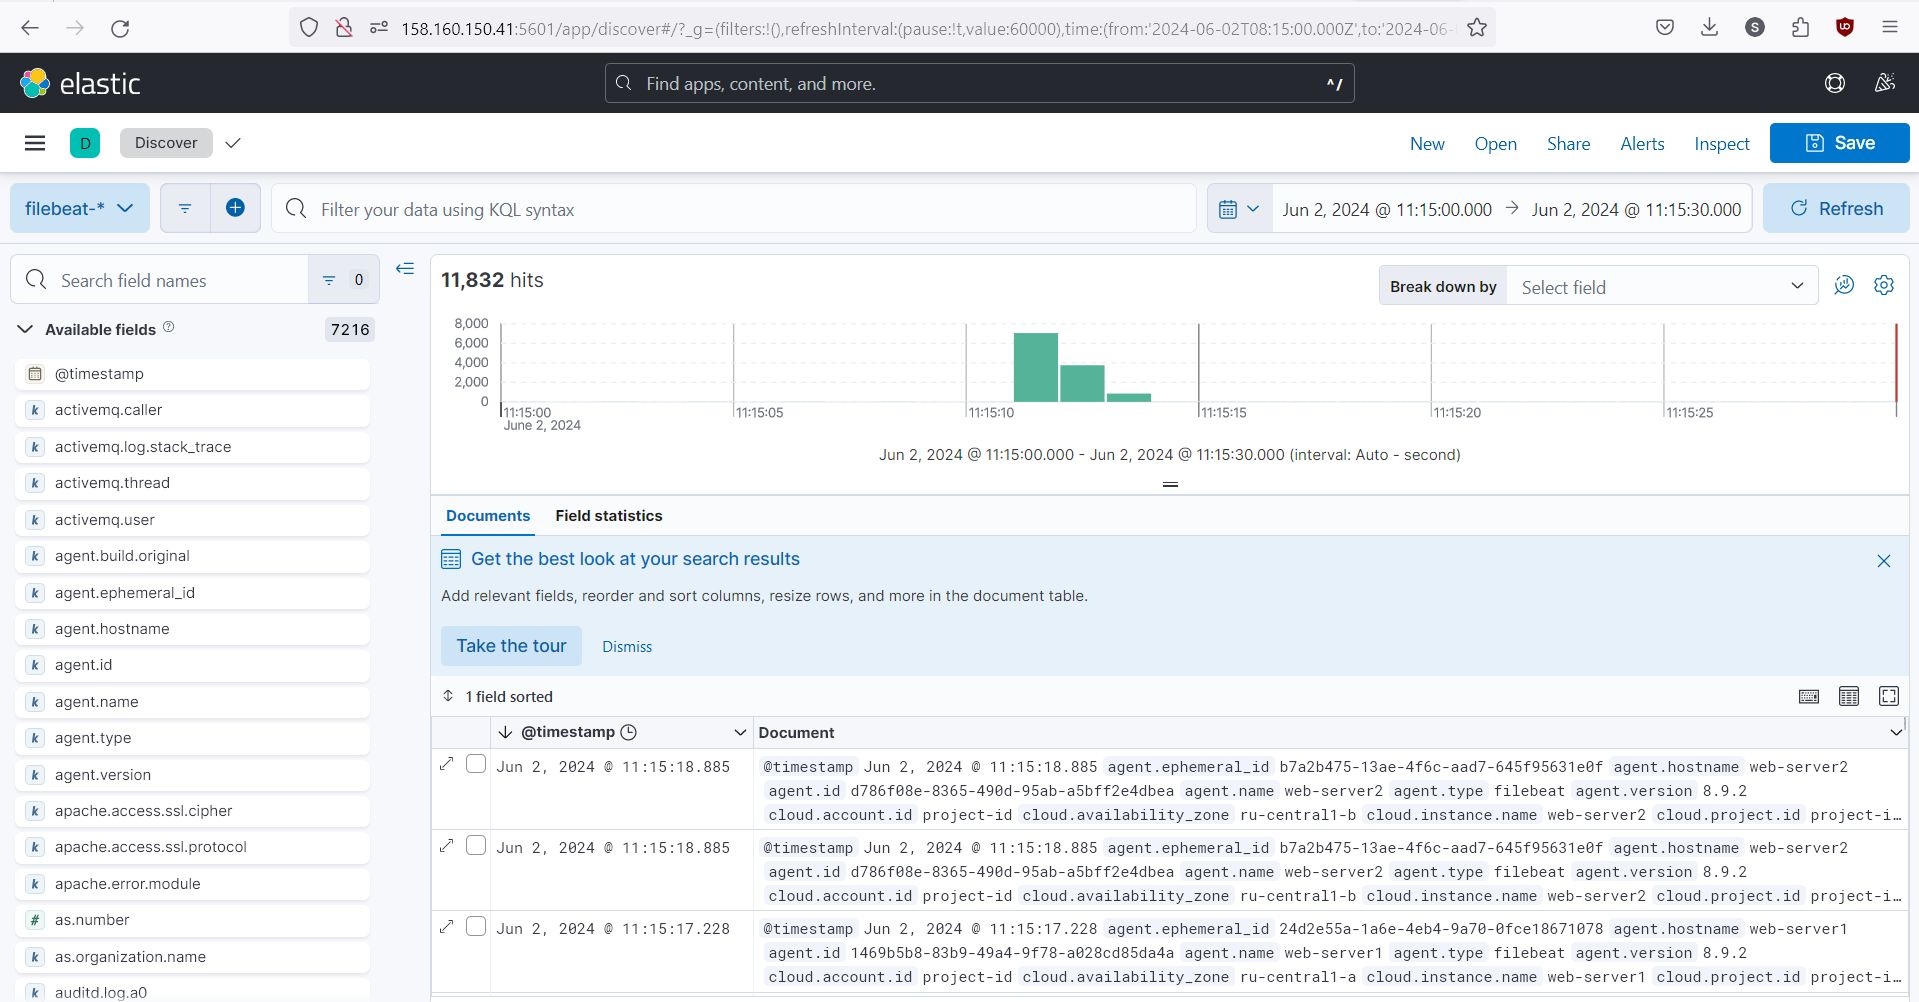 158.160.150.41:5601/app/discover#/?_g=(filters:!(),refreshInterval:(pause:!t,value:60000),time:(from:'2024-06-02T08:15:00.000Z',to:'2024-06-
S
elastic
Find apps, content, and more.
^/
D
Discover
New
Open
Share
Alerts
Inspect
Save
filebeat-*
Filter your data using KQL syntax
Jun 2, 2024 @ 11:15:00.000 → Jun 2, 2024 @ 11:15:30.000
Refresh
Search field names
0
Available fields
7216
@timestamp
k activemq.caller
k activemq.log.stack_trace
k activemq.thread
k activemq.user
k agent.build.original
k agent.ephemeral_id
k agent.hostname
k agent.id
k agent.name
k agent.type
k agent.version
k apache.access.ssl.cipher
k apache.access.ssl.protocol
k apache.error.module
# as.number
k as.organization.name
k auditd.log.a0
11,832 hits
Break down by
Select field
8,000
6,000
4,000
2,000
0
11:15:00
June 2, 2024
11:15:05
11:15:10
11:15:15
11:15:20
11:15:25
Jun 2, 2024 @ 11:15:00.000 - Jun 2, 2024 @ 11:15:30.000 (interval: Auto - second)
Documents
Field statistics
Get the best look at your search results
Add relevant fields, reorder and sort columns, resize rows, and more in the document table.
Take the tour
Dismiss
1 field sorted
@timestamp
Document
Jun 2, 2024 @ 11:15:18.885
@timestamp Jun 2, 2024 @ 11:15:18.885 agent.ephemeral_id b7a2b475-13ae-4f6c-aad7-645f95631e0f agent.hostname web-server2
agent.id d786f08e-8365-490d-95ab-a5bff2e4dbea agent.name web-server2 agent.type filebeat agent.version 8.9.2
cloud.account.id project-id cloud.availability_zone ru-central1-b cloud.instance.name web-server2 cloud.project.id project-i…
Jun 2, 2024 @ 11:15:18.885
@timestamp Jun 2, 2024 @ 11:15:18.885 agent.ephemeral_id b7a2b475-13ae-4f6c-aad7-645f95631e0f agent.hostname web-server2
agent.id d786f08e-8365-490d-95ab-a5bff2e4dbea agent.name web-server2 agent.type filebeat agent.version 8.9.2
cloud.account.id project-id cloud.availability_zone ru-central1-b cloud.instance.name web-server2 cloud.project.id project-i…
Jun 2, 2024 @ 11:15:17.228
@timestamp Jun 2, 2024 @ 11:15:17.228 agent.ephemeral_id 24d2e55a-1a6e-4eb4-9a70-0fce18671078 agent.hostname web-server1
agent.id 1469b5b8-83b9-49a4-9f78-a028cd85da4a agent.name web-server1 agent.type filebeat agent.version 8.9.2
cloud.account.id project-id cloud.availability_zone ru-central1-a cloud.instance.name web-server1 cloud.project.id project-i…